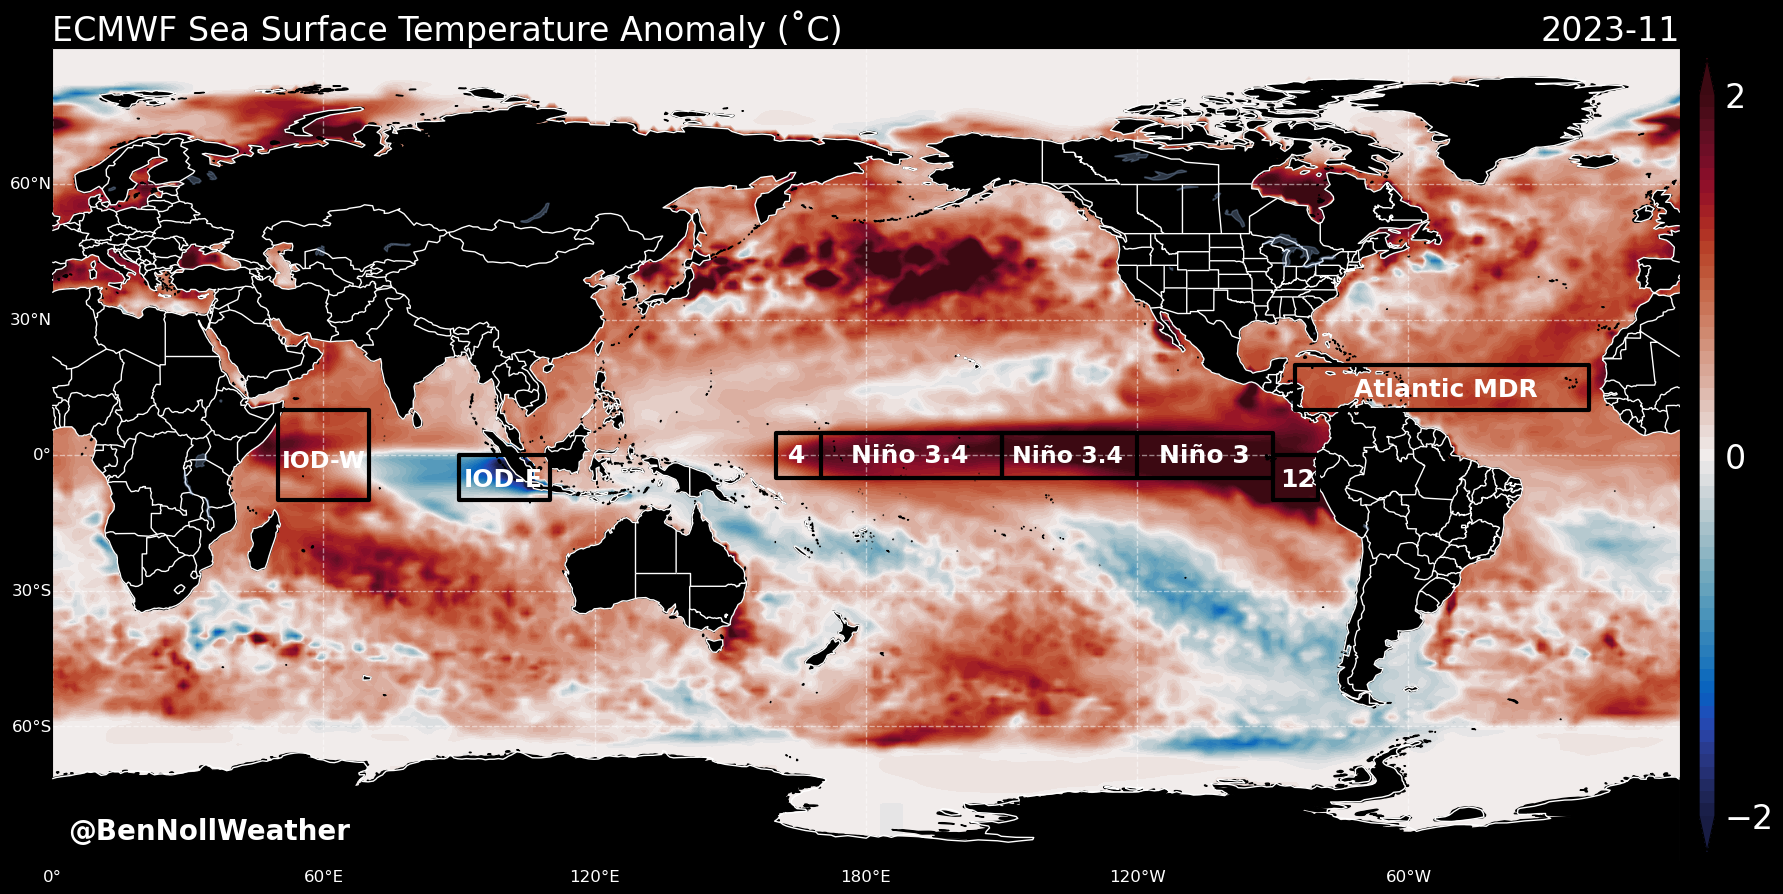 ECMWF Sea Surface Temperature Anomaly (˚C)
2023-11
2
0
−2
60°N
30°N
0°
30°S
60°S
IOD-W
IOD-E
4
Niño 3.4
Niño 3.4
Niño 3
12
Atlantic MDR
@BenNollWeather
0°
60°E
120°E
180°E
120°W
60°W